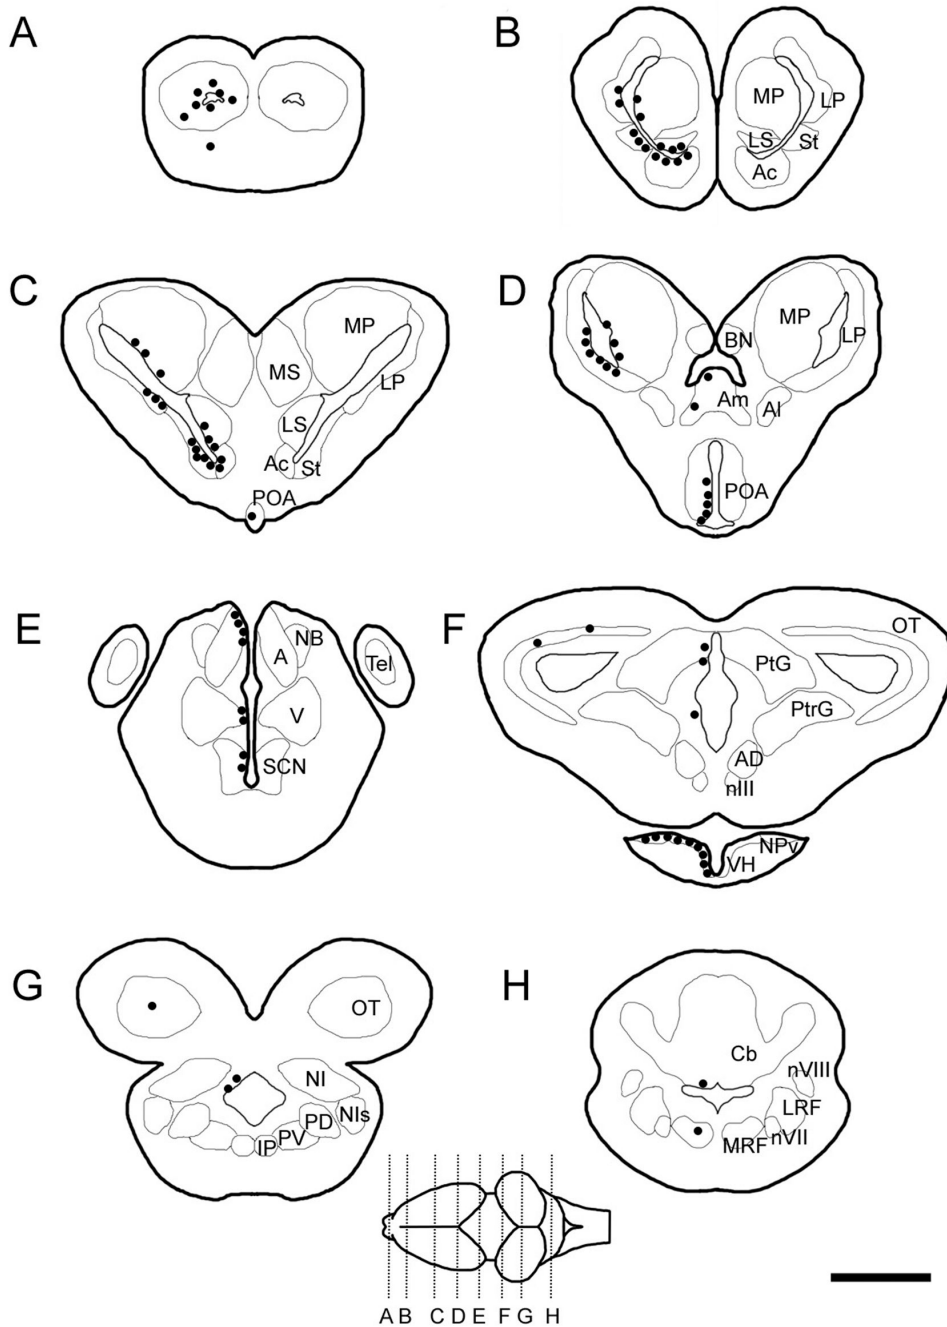 A
B
MP
LP
LS
St
Ac
C
MP
MS
LP
LS
Ac
St
POA
D
MP
BN
LP
Am
Al
POA
E
NB
A
Tel
V
SCN
F
OT
PtG
PtrG
AD
nIII
NPv
VH
G
OT
NI
NIs
PD
PV
IP
H
Cb
nVIII
LRF
nVII
MRF
A B C D E F G H